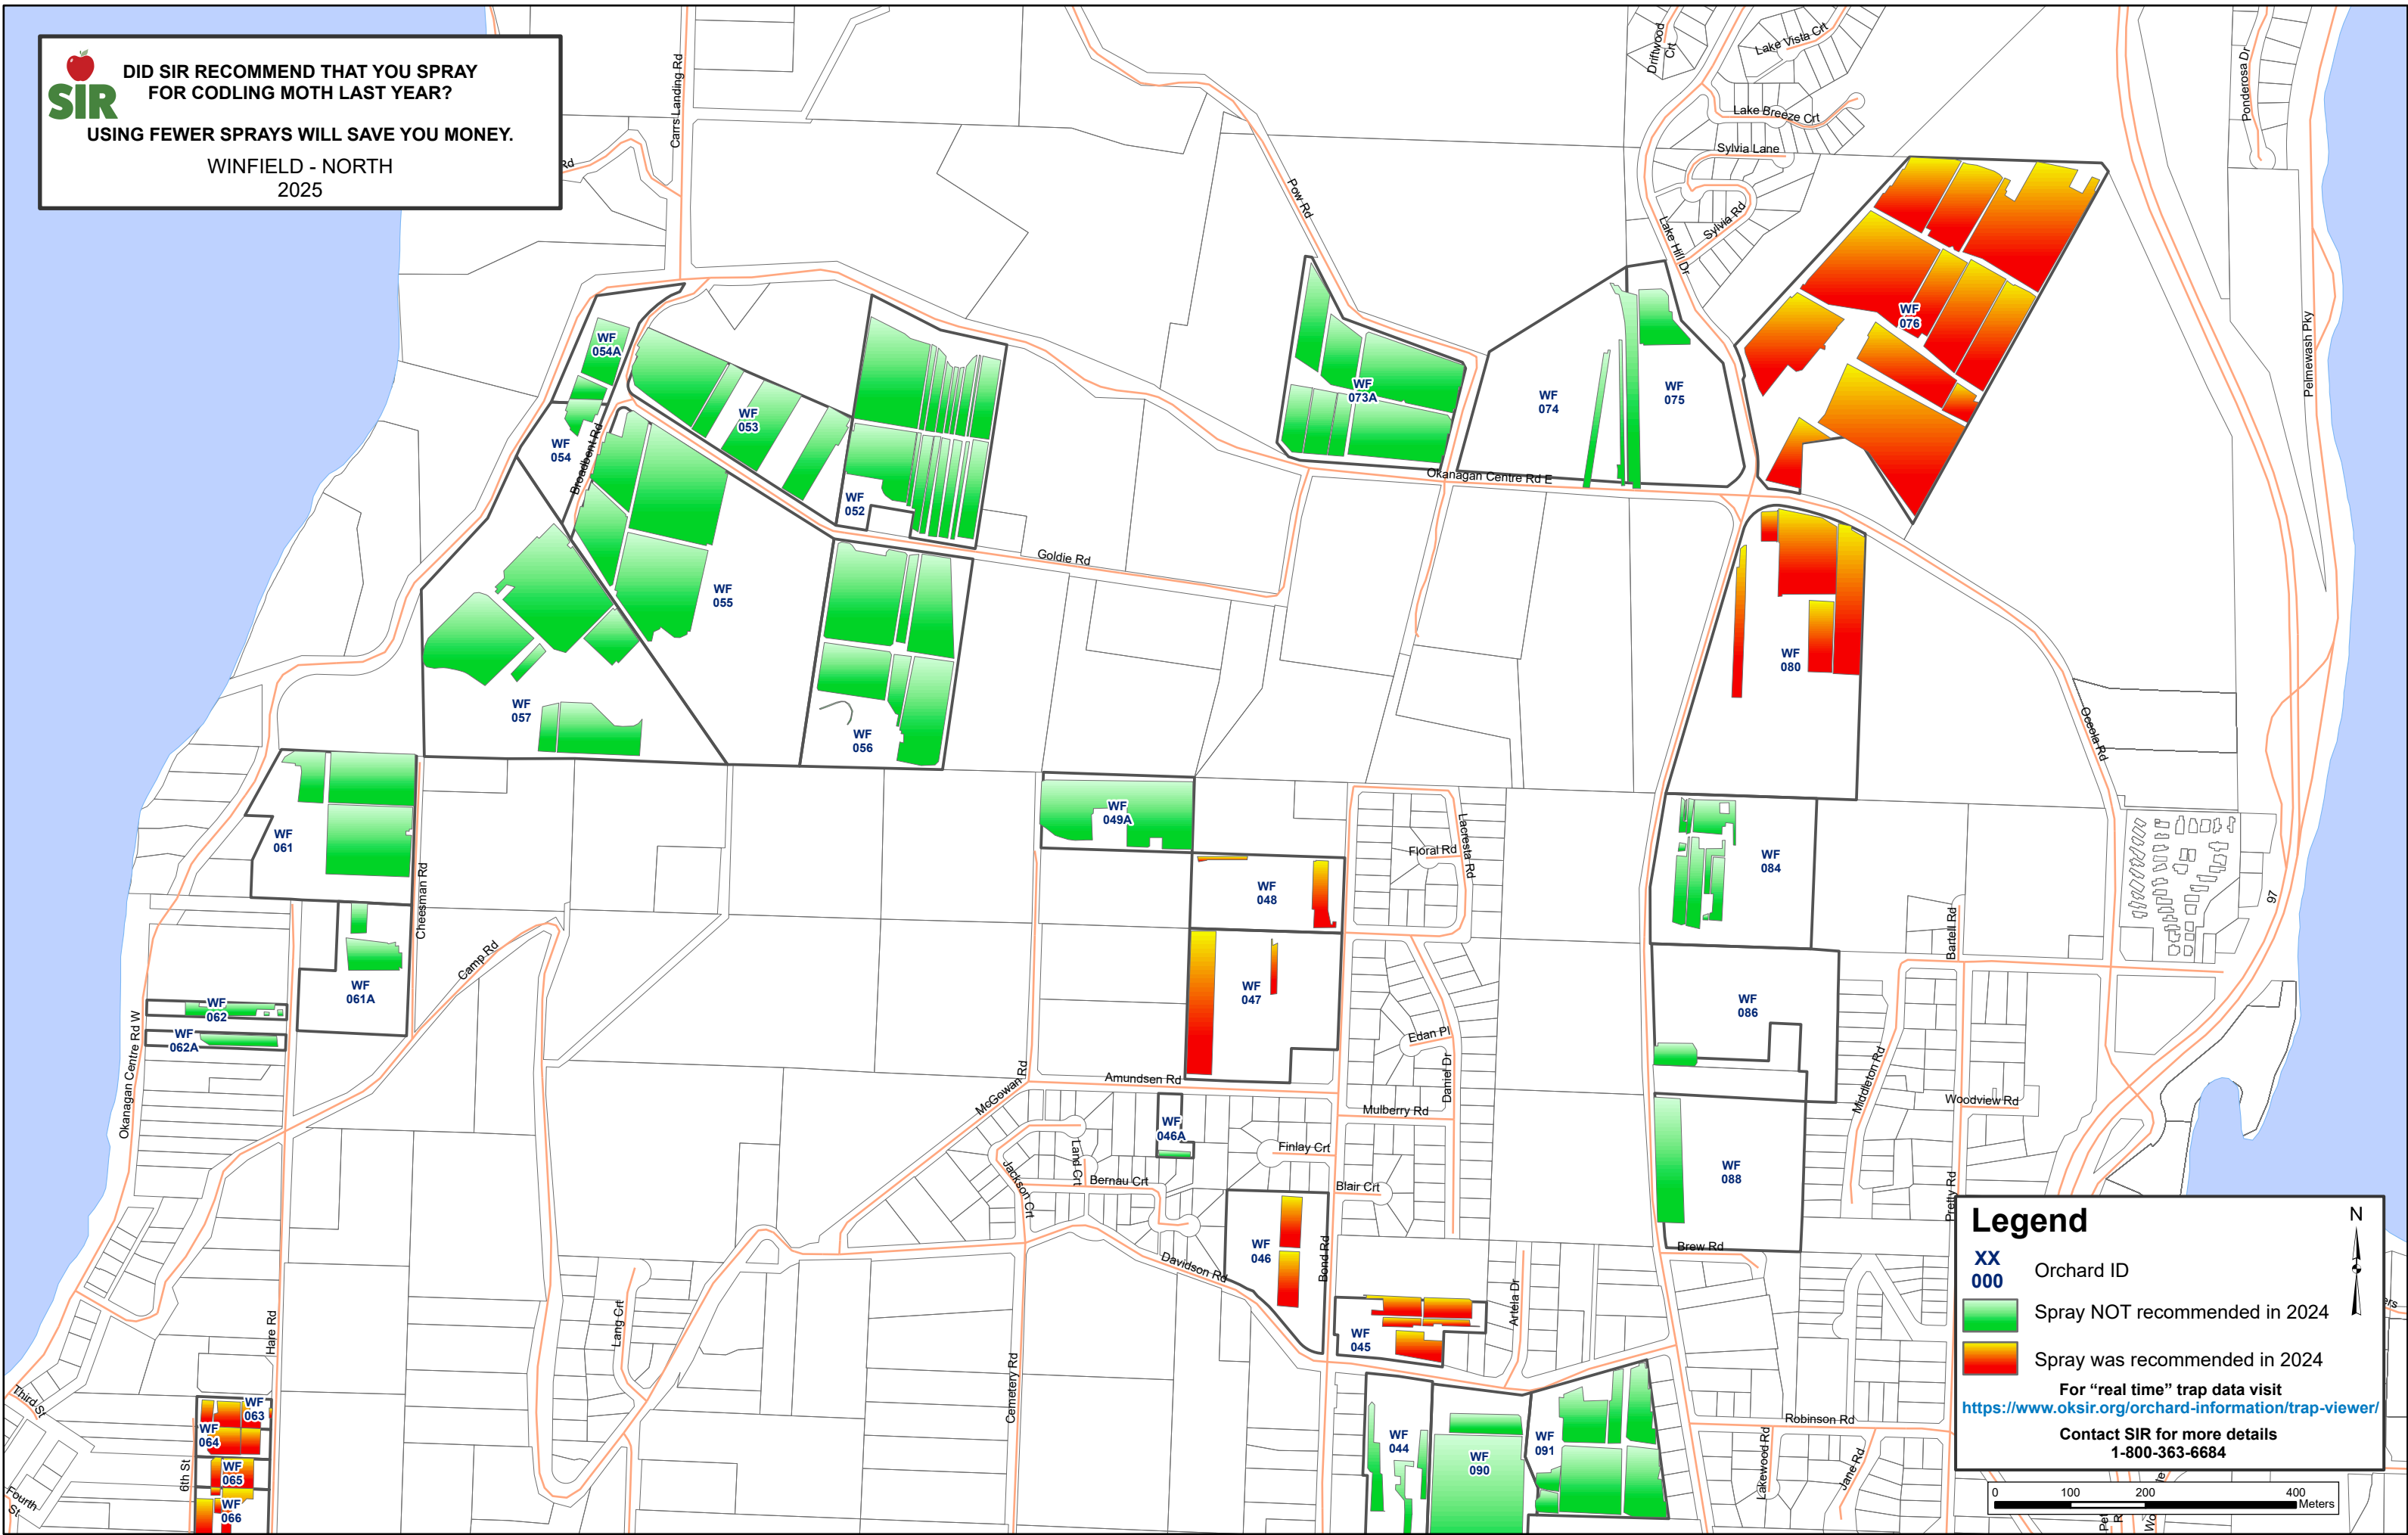 SIR
DID SIR RECOMMEND THAT YOU SPRAY
FOR CODLING MOTH LAST YEAR?
USING FEWER SPRAYS WILL SAVE YOU MONEY.
WINFIELD - NORTH
2025
Rd
Carrs Landing Rd
Pow Rd
Driftwood
Crt
Lake Vista Crt
Lake Breeze Crt
Sylvia Lane
Sylvia Rd
Lake Hill Dr
Ponderosa Dr
Pelmewash Pky
WF
054A
WF
054
Broadbent Rd
WF
053
WF
052
WF
073A
WF
074
WF
075
WF
076
Okanagan Centre Rd E
Goldie Rd
WF
055
WF
056
WF
057
WF
080
Oceola Rd
WF
061
Cheesman Rd
WF
049A
WF
048
Floral Rd
Lacresta Rd
WF
084
97
Camp Rd
WF
061A
WF
062
WF
062A
Okanagan Centre Rd W
WF
047
WF
086
Bartell Rd
Edan Pl
Daniel Dr
McGowan Rd
Amundsen Rd
Mulberry Rd
Middleton Rd
Woodview Rd
WF
046A
Finlay Crt
Land Crt
Jackson Crt
Bernau Crt
Blair Crt
WF
088
Pretty Rd
WF
046
Bond Rd
Davidson Rd
Brew Rd
Hare Rd
Lang Crt
Cemetery Rd
WF
045
Artela Dr
Third St
Fourth
St
6th St
WF
063
WF
064
WF
065
WF
066
WF
044
WF
090
WF
091
Robinson Rd
Lakewood Rd
Jane Rd
Legend
N
XX
000
Orchard ID
Spray NOT recommended in 2024
Spray was recommended in 2024
For “real time” trap data visit
https://www.oksir.org/orchard-information/trap-viewer/
Contact SIR for more details
1-800-363-6684
0 100 200 400
Meters